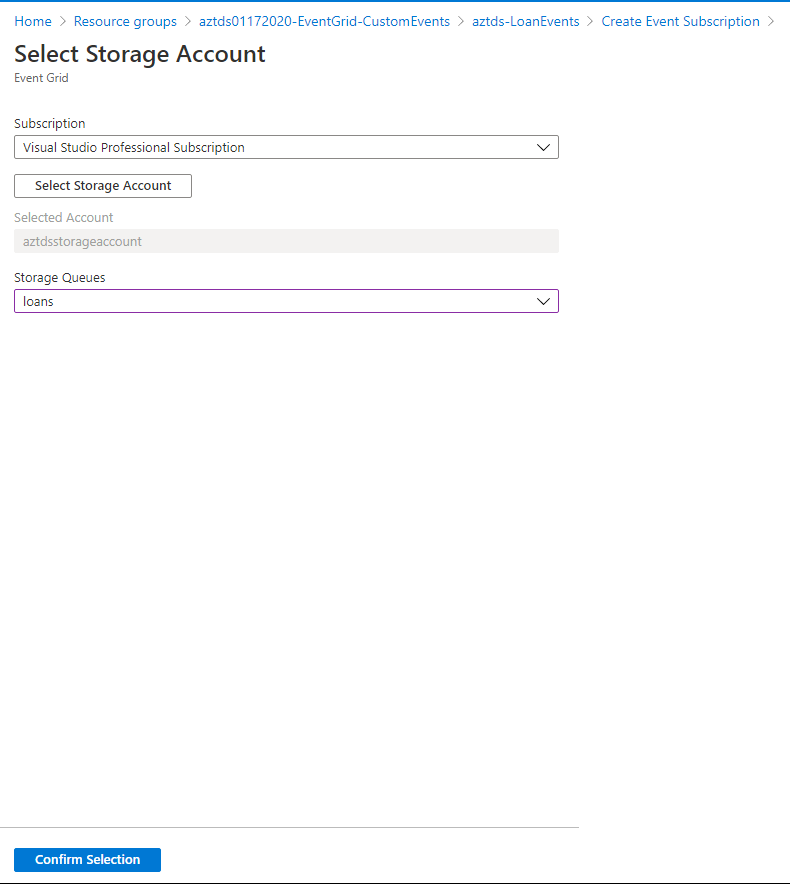 Home > Resource groups > aztds01172020-EventGrid-CustomEvents > aztds-LoanEvents > Create Event Subscription >
Select Storage Account
Event Grid
Subscription
Visual Studio Professional Subscription
Select Storage Account
Selected Account
aztdsstorageaccount
Storage Queues
loans
Confirm Selection